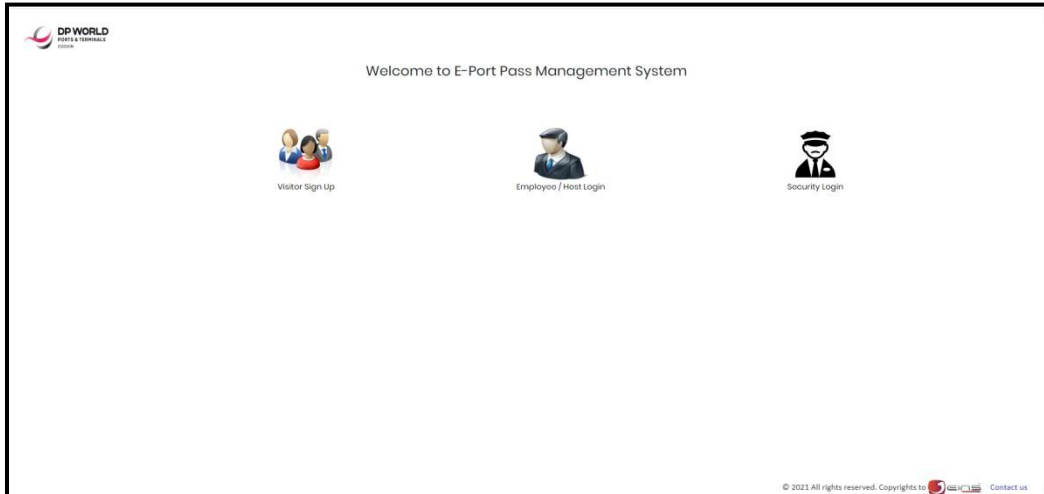 DP WORLD
PORTS & TERMINALS
Welcome to E-Port Pass Management System
Visitor Sign Up
Employee / Host Login
Security Login
© 2021 All rights reserved. Copyrights to
Contact us